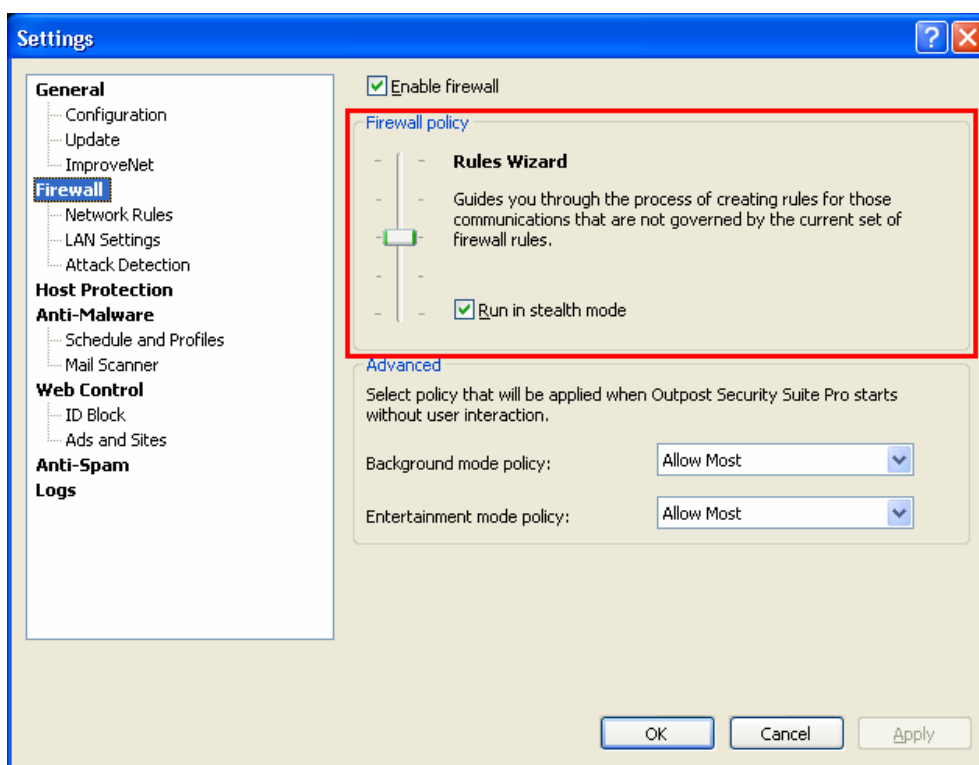 Settings
General
Configuration
Update
ImproveNet
Firewall
Network Rules
LAN Settings
Attack Detection
Host Protection
Anti-Malware
Schedule and Profiles
Mail Scanner
Web Control
ID Block
Ads and Sites
Anti-Spam
Logs
Enable firewall
Firewall policy
Rules Wizard
Guides you through the process of creating rules for those
communications that are not governed by the current set of
firewall rules.
Run in stealth mode
Advanced
Select policy that will be applied when Outpost Security Suite Pro starts
without user interaction.
Background mode policy: Allow Most
Entertainment mode policy: Allow Most
OK Cancel Apply